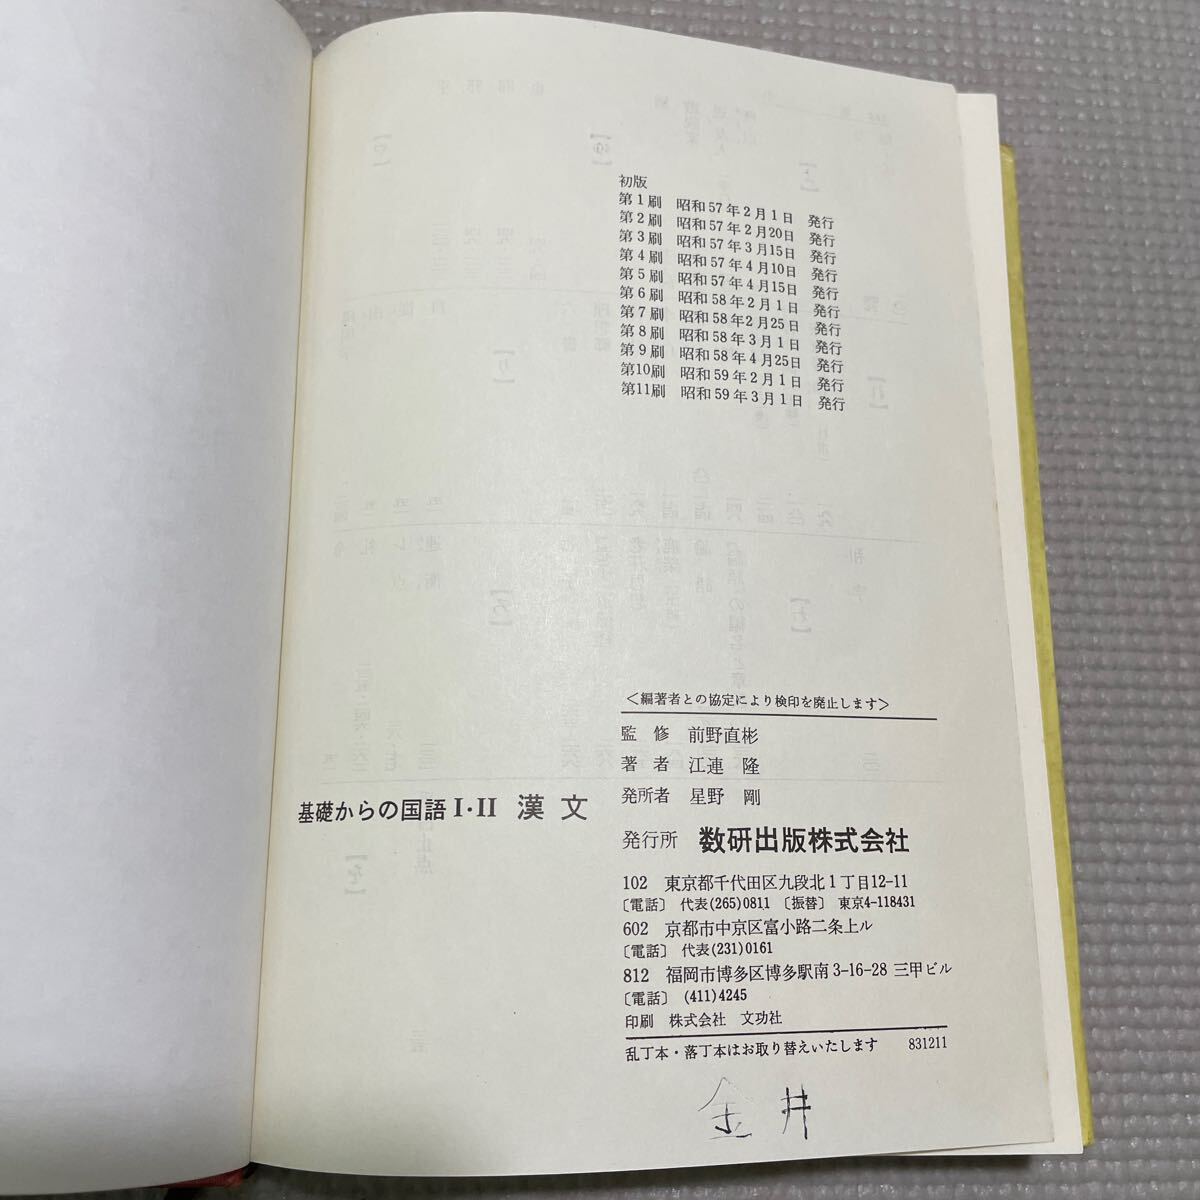 初版
第1刷 昭和57年2月1日 発行
第2刷 昭和57年2月20日 発行
第3刷 昭和57年3月15日 発行
第4刷 昭和57年4月10日 発行
第5刷 昭和57年4月15日 発行
第6刷 昭和58年2月1日 発行
第7刷 昭和58年2月25日 発行
第8刷 昭和58年3月1日 発行
第9刷 昭和58年4月25日 発行
第10刷 昭和59年2月1日 発行
第11刷 昭和59年3月1日 発行
<編著者との協定により検印を廃止します>
監修 前野直彬
著者 江連 隆
発所者 星野 剛
基礎からの国語I・II 漢文
発行所 数研出版株式会社
102 東京都千代田区九段北1丁目12-11
〔電話〕 代表(265)0811 〔振替〕 東京4-118431
602 京都市中京区富小路二条上ル
〔電話〕 代表(231)0161
812 福岡市博多区博多駅南3-16-28 三甲ビル
〔電話〕 (411)4245
印刷 株式会社 文功社
乱丁本・落丁本はお取り替えいたします 831211
金井